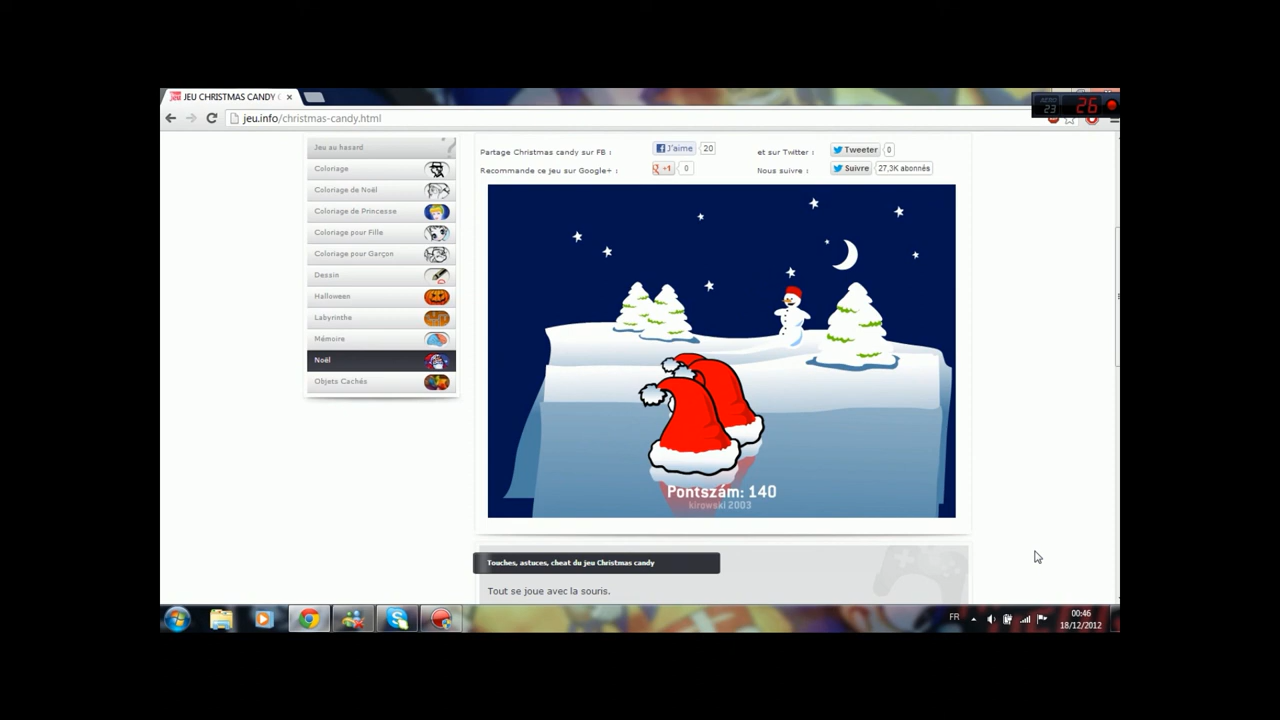 JEU CHRISTMAS CANDY
jeu.info/christmas-candy.html
23
26
Jeu au hasard
Coloriage
Coloriage de Noël
Coloriage de Princesse
Coloriage pour Fille
Coloriage pour Garçon
Dessin
Halloween
Labyrinthe
Mémoire
Noël
Objets Cachés
Partage Christmas candy sur FB :
J'aime
20
et sur Twitter :
Tweeter
0
Recommande ce jeu sur Google+ :
+1
0
Nous suivre :
Suivre
27,3K abonnés
Pontszám: 140
kirowski 2003
Touches, astuces, cheat du jeu Christmas candy
Tout se joue avec la souris.
FR
00:46
18/12/2012